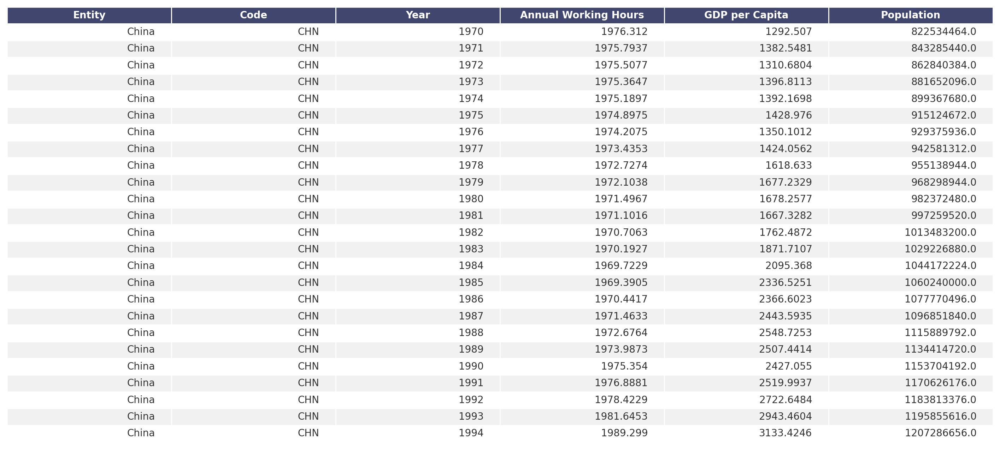 Entity Code Year Annual Working Hours GDP per Capita Population
China CHN 1970 1976.312 1292.507 822534464.0
China CHN 1971 1975.7937 1382.5481 843285440.0
China CHN 1972 1975.5077 1310.6804 862840384.0
China CHN 1973 1975.3647 1396.8113 881652096.0
China CHN 1974 1975.1897 1392.1698 899367680.0
China CHN 1975 1974.8975 1428.976 915124672.0
China CHN 1976 1974.2075 1350.1012 929375936.0
China CHN 1977 1973.4353 1424.0562 942581312.0
China CHN 1978 1972.7274 1618.633 955138944.0
China CHN 1979 1972.1038 1677.2329 968298944.0
China CHN 1980 1971.4967 1678.2577 982372480.0
China CHN 1981 1971.1016 1667.3282 997259520.0
China CHN 1982 1970.7063 1762.4872 1013483200.0
China CHN 1983 1970.1927 1871.7107 1029226880.0
China CHN 1984 1969.7229 2095.368 1044172224.0
China CHN 1985 1969.3905 2336.5251 1060240000.0
China CHN 1986 1970.4417 2366.6023 1077770496.0
China CHN 1987 1971.4633 2443.5935 1096851840.0
China CHN 1988 1972.6764 2548.7253 1115889792.0
China CHN 1989 1973.9873 2507.4414 1134414720.0
China CHN 1990 1975.354 2427.055 1153704192.0
China CHN 1991 1976.8881 2519.9937 1170626176.0
China CHN 1992 1978.4229 2722.6484 1183813376.0
China CHN 1993 1981.6453 2943.4604 1195855616.0
China CHN 1994 1989.299 3133.4246 1207286656.0